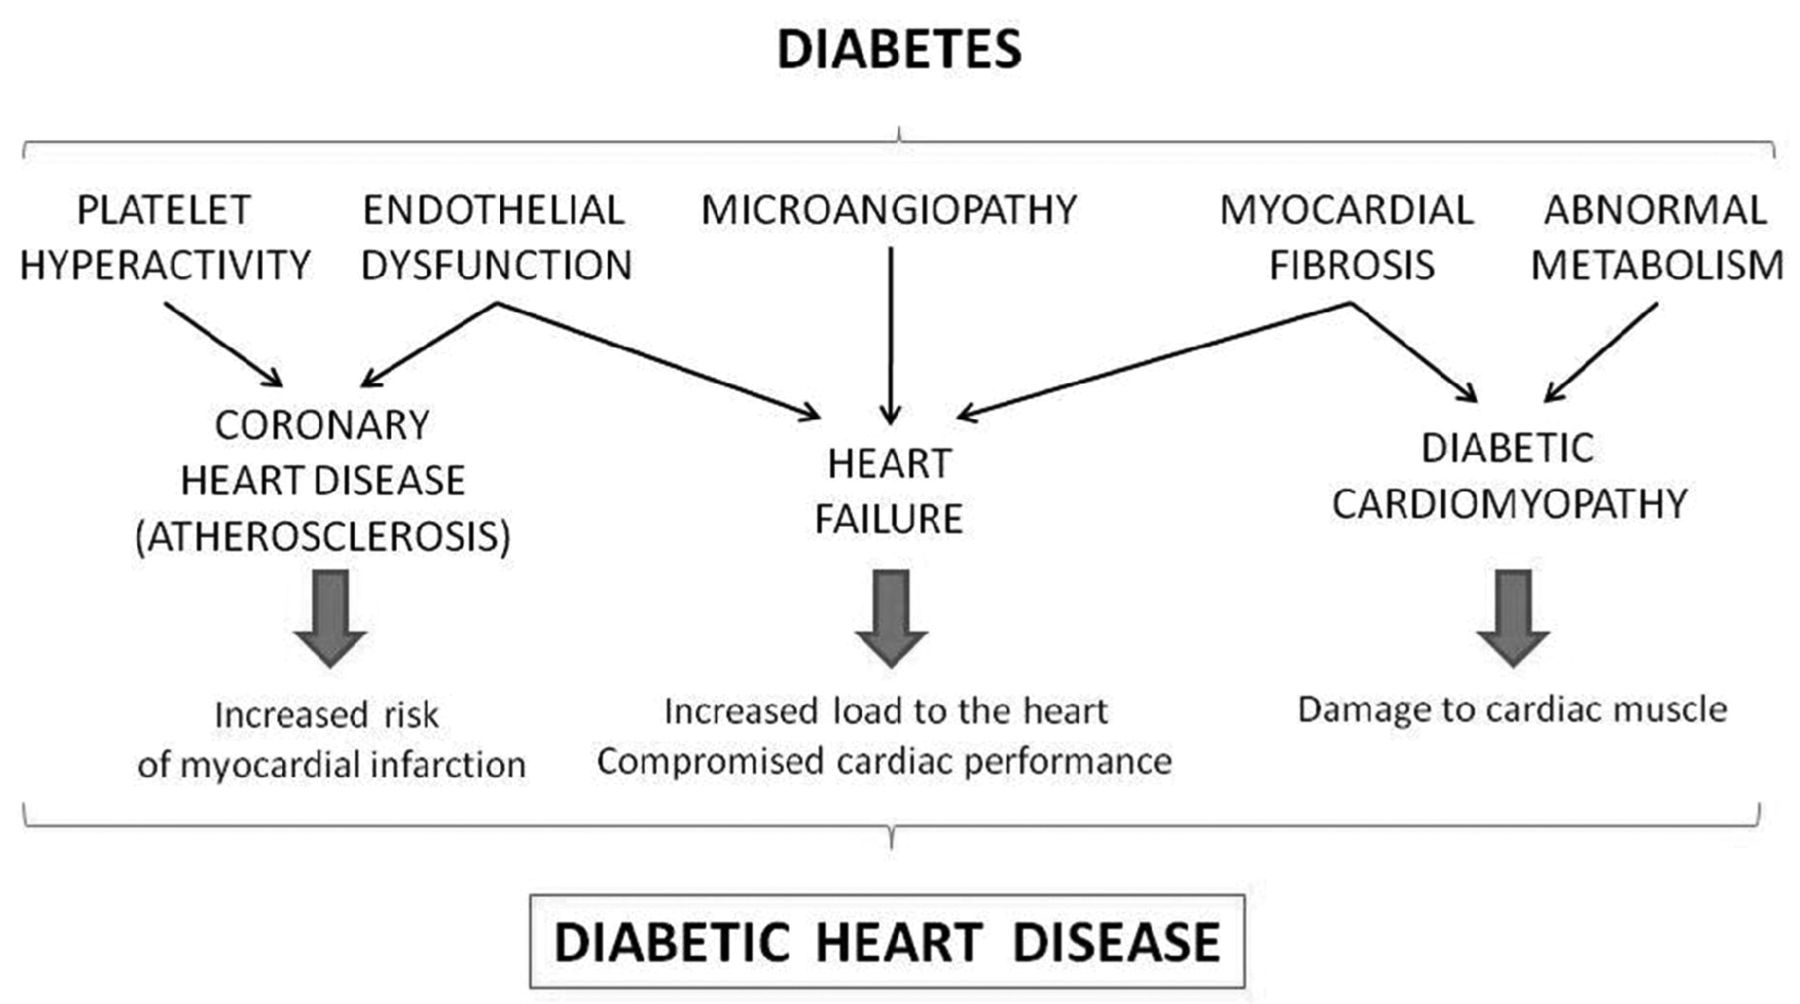 DIABETES
PLATELET
HYPERACTIVITY
ENDOTHELIAL
DYSFUNCTION
MICROANGIOPATHY
MYOCARDIAL
FIBROSIS
ABNORMAL
METABOLISM
CORONARY
HEART DISEASE
(ATHEROSCLEROSIS)
HEART
FAILURE
DIABETIC
CARDIOMYOPATHY
Increased risk
of myocardial infarction
Increased load to the heart
Compromised cardiac performance
Damage to cardiac muscle
DIABETIC HEART DISEASE